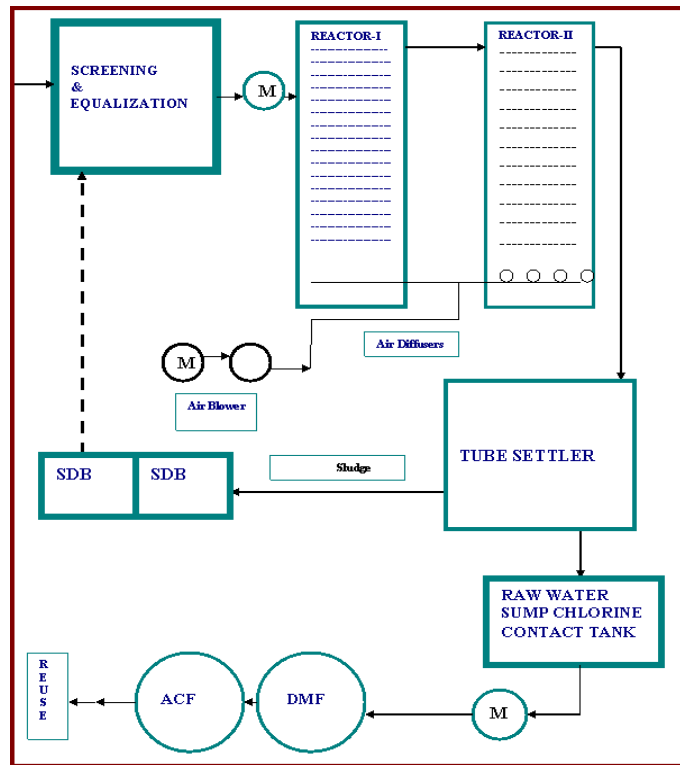 SCREENING
&
EQUALIZATION
M
REACTOR-I
REACTOR-II
Air Diffusers
M
Air Blower
TUBE SETTLER
Sludge
SDB
SDB
RAW WATER
SUMP CHLORINE
CONTACT TANK
M
DMF
ACF
R
E
U
S
E